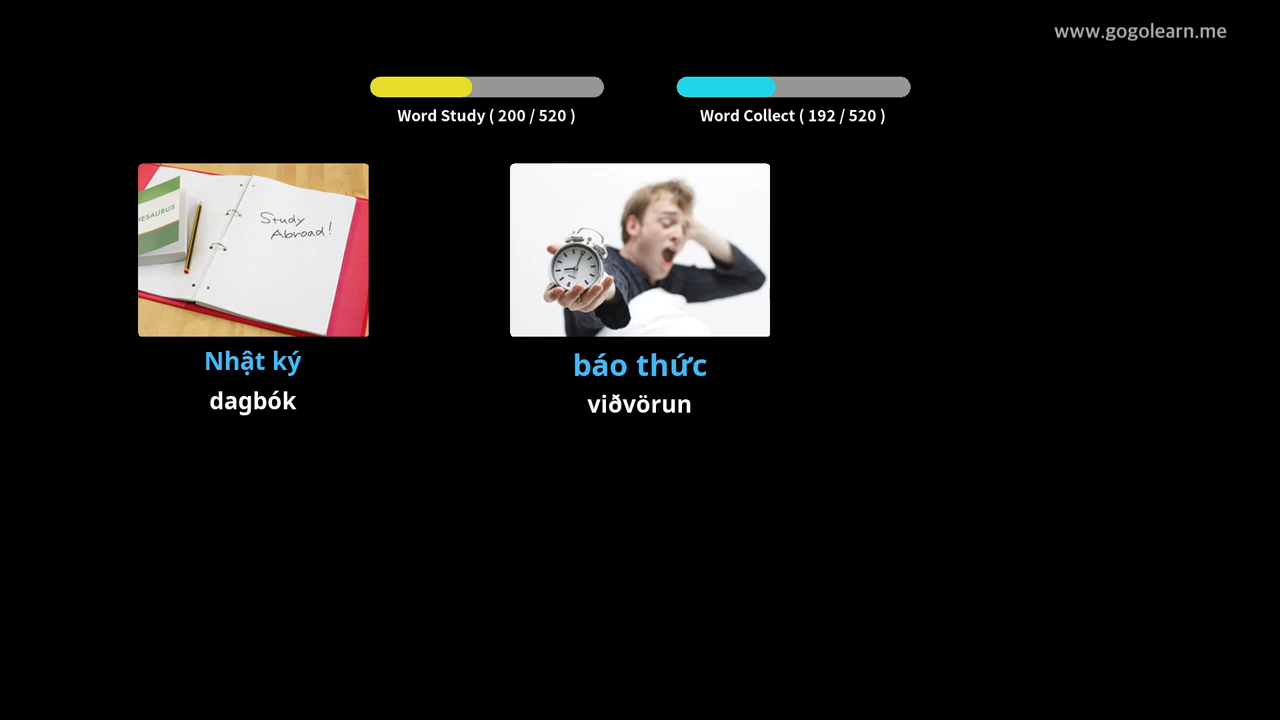 www.gogolearn.me
Word Study ( 200 / 520 )
Word Collect ( 192 / 520 )
Study
Abroad!
Nhật ký
dagbók
báo thức
viðvörun